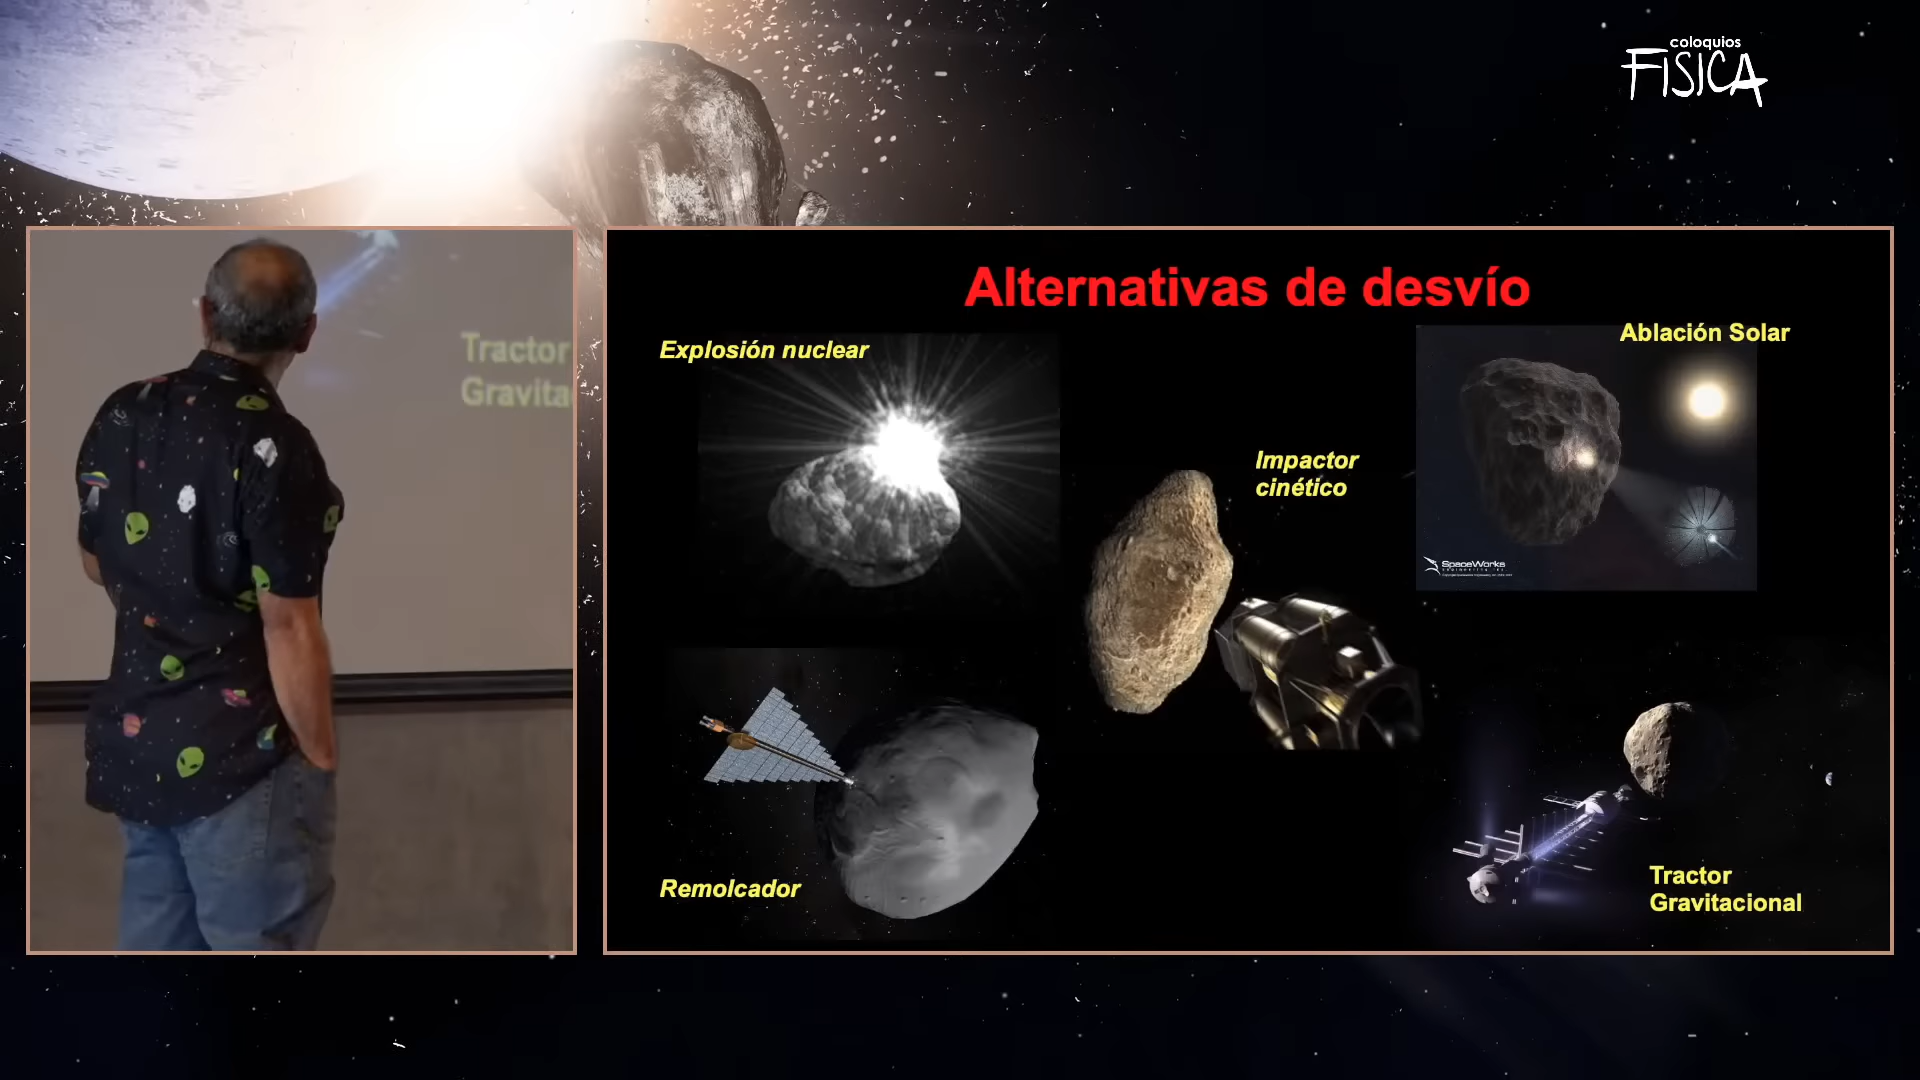 coloquios
FISICA
Tractor
Gravita
Alternativas de desvío
Explosión nuclear
Ablación Solar
Impactor
cinético
SpaceWorks
Remolcador
Tractor
Gravitacional